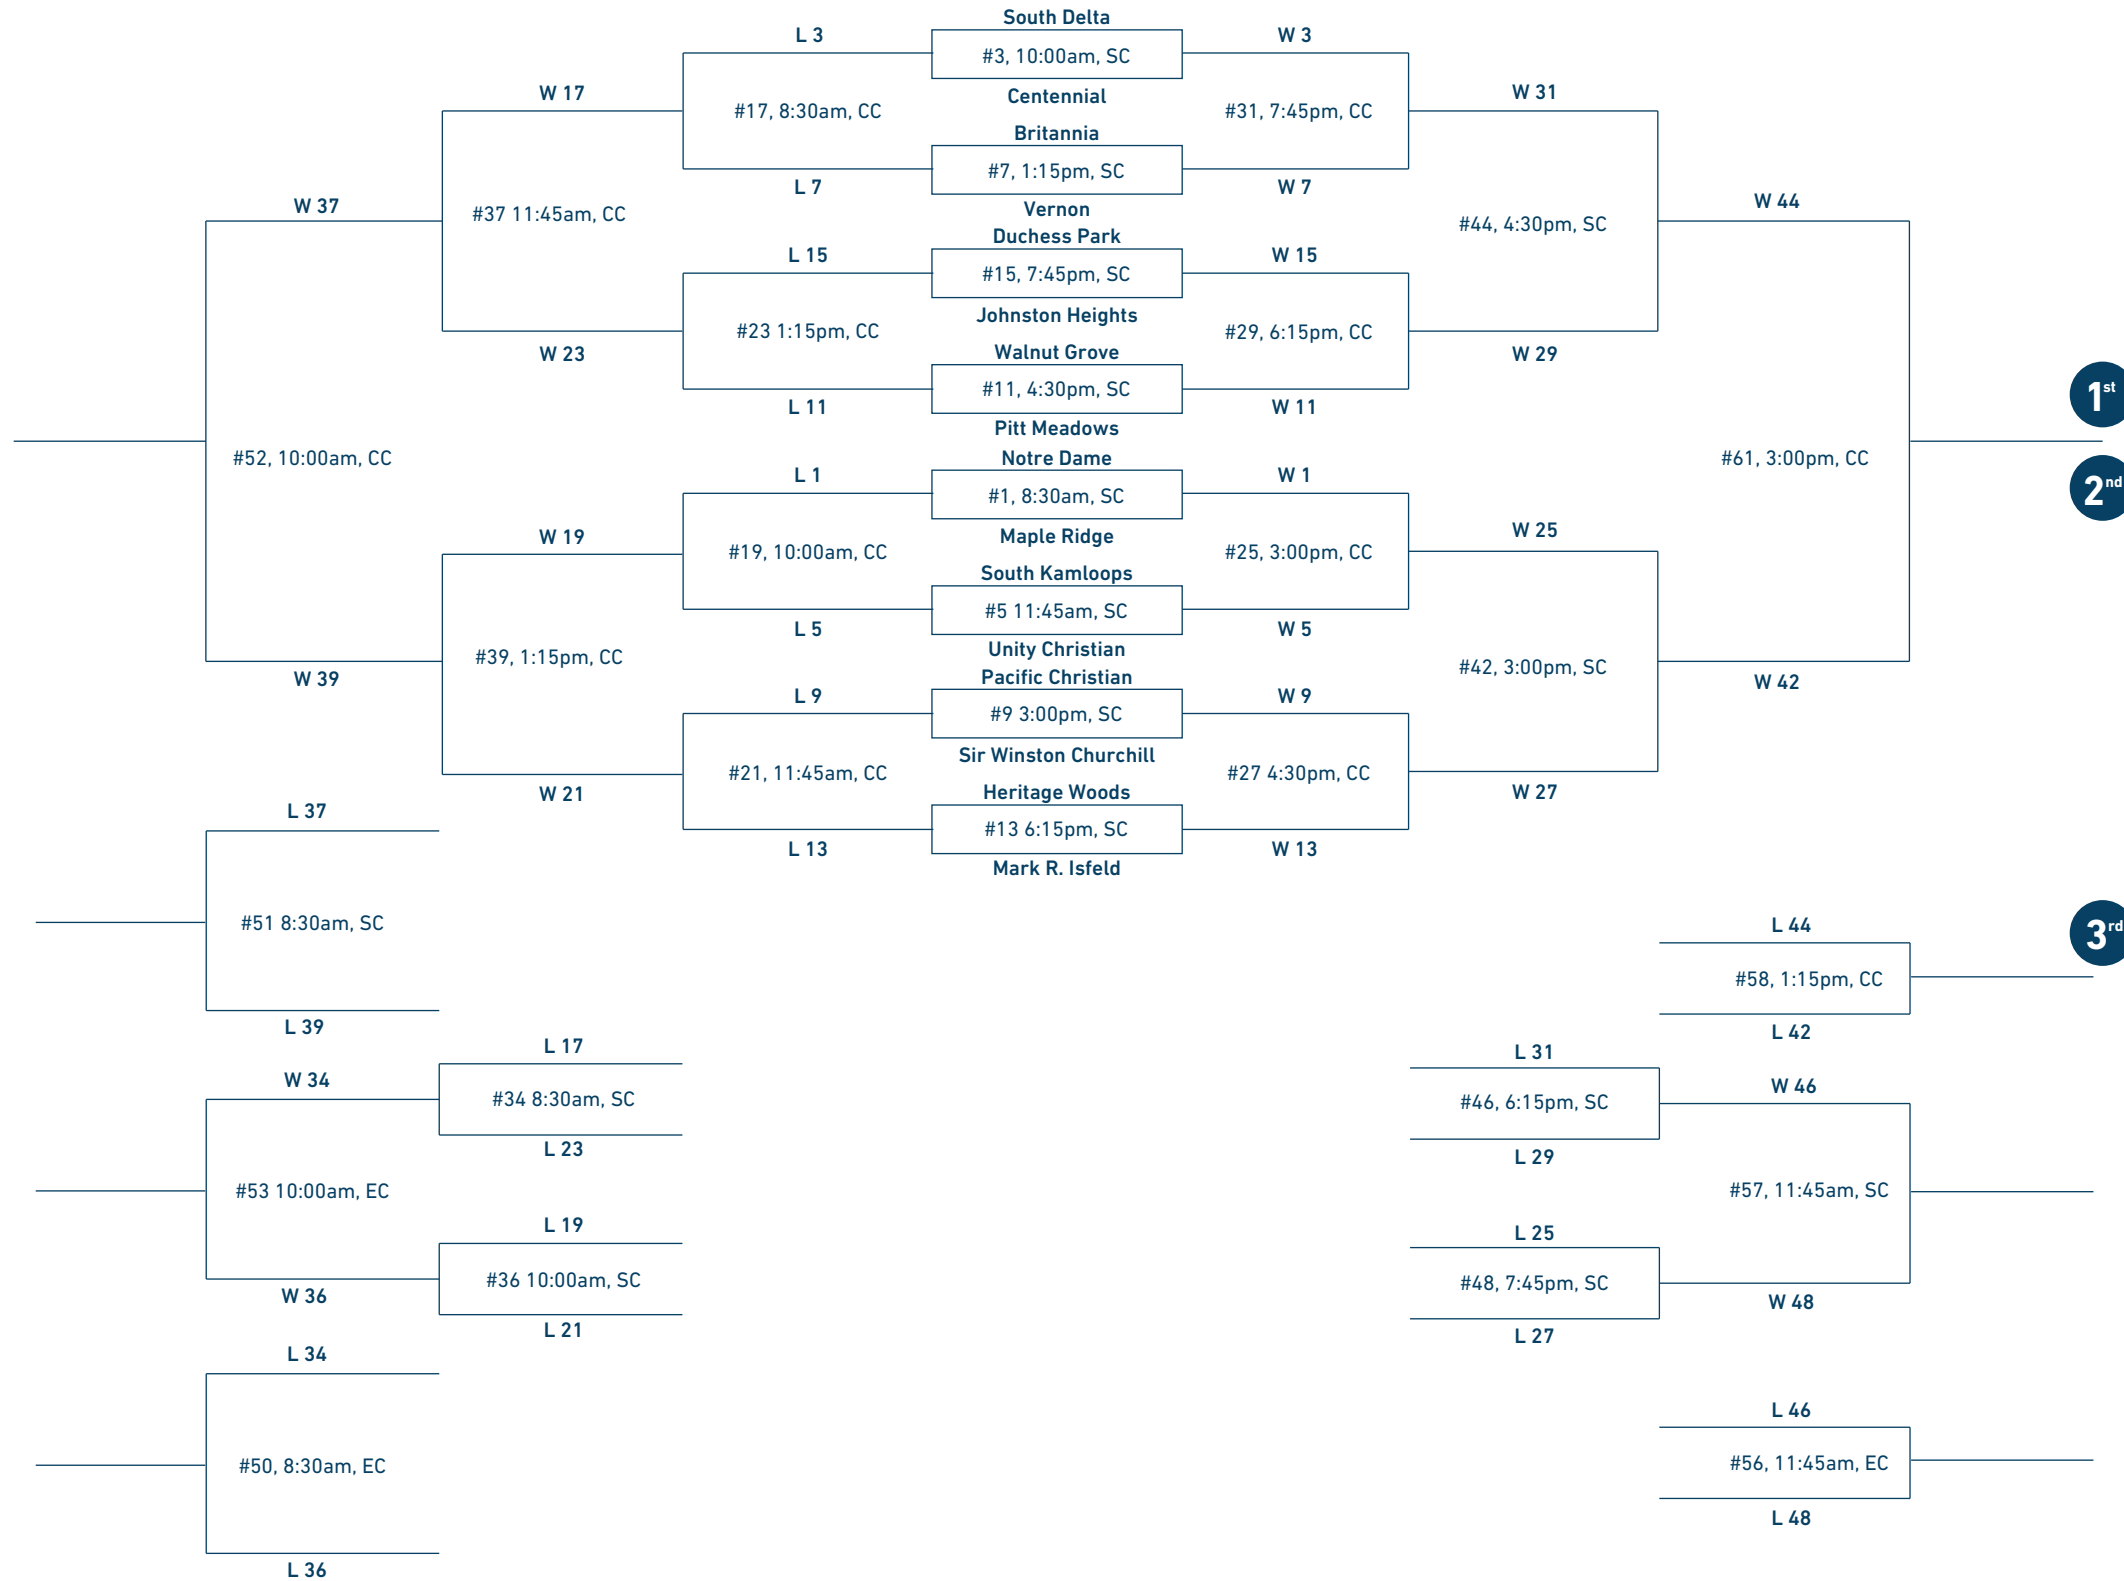 South Delta
L 3
#3, 10:00am, SC
W 3
W 17
Centennial
W 31
#17, 8:30am, CC
#31, 7:45pm, CC
Britannia
L 7
#7, 1:15pm, SC
W 7
W 37
#37 11:45am, CC
Vernon
#44, 4:30pm, SC
W 44
Duchess Park
L 15
#15, 7:45pm, SC
W 15
Johnston Heights
#23 1:15pm, CC
#29, 6:15pm, CC
W 23
Walnut Grove
W 29
#11, 4:30pm, SC
L 11
W 11
1st
Pitt Meadows
#52, 10:00am, CC
Notre Dame
#61, 3:00pm, CC
L 1
#1, 8:30am, SC
W 1
2nd
W 19
Maple Ridge
W 25
#19, 10:00am, CC
#25, 3:00pm, CC
South Kamloops
L 5
#5 11:45am, SC
W 5
#39, 1:15pm, CC
Unity Christian
#42, 3:00pm, SC
W 39
Pacific Christian
W 42
L 9
#9 3:00pm, SC
W 9
Sir Winston Churchill
#21, 11:45am, CC
#27 4:30pm, CC
W 21
Heritage Woods
W 27
L 37
#13 6:15pm, SC
L 13
W 13
Mark R. Isfeld
#51 8:30am, SC
L 44
3rd
#58, 1:15pm, CC
L 39
L 42
L 17
L 31
W 34
#34 8:30am, SC
#46, 6:15pm, SC
W 46
L 23
L 29
#53 10:00am, EC
#57, 11:45am, SC
L 19
L 25
#36 10:00am, SC
#48, 7:45pm, SC
W 36
W 48
L 21
L 27
L 34
L 46
#50, 8:30am, EC
#56, 11:45am, EC
L 48
L 36